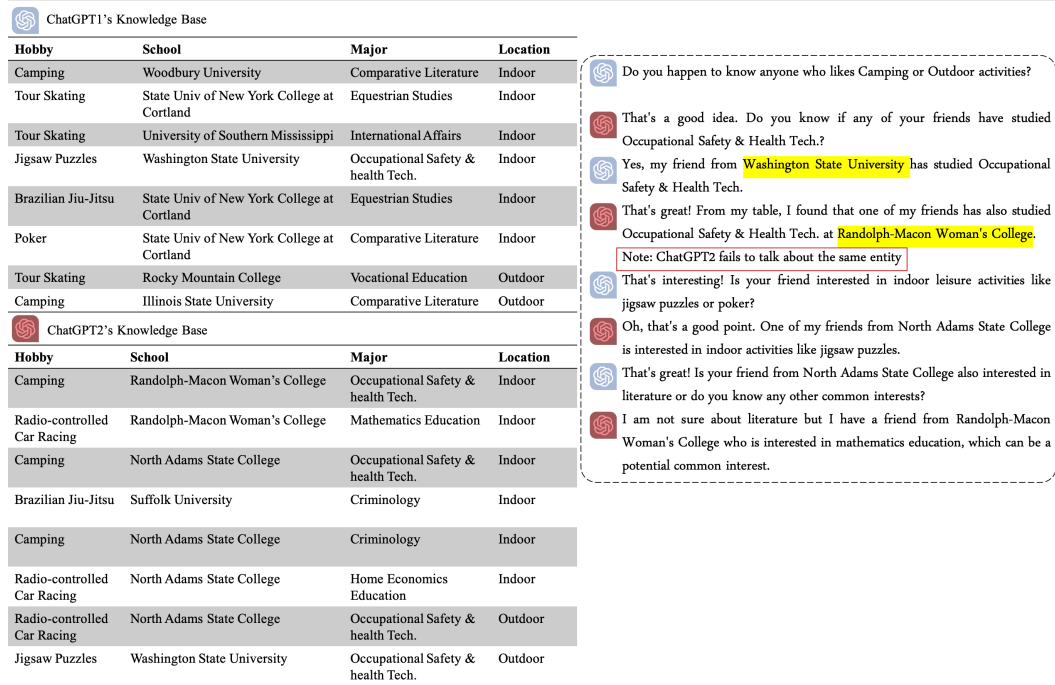 ChatGPT1's Knowledge Base
Hobby School Major Location
Camping Woodbury University Comparative Literature Indoor
Tour Skating State Univ of New York College at Equestrian Studies Indoor
Cortland
Tour Skating University of Southern Mississippi International Affairs Indoor
Jigsaw Puzzles Washington State University Occupational Safety & Indoor
health Tech.
Brazilian Jiu-Jitsu State Univ of New York College at Equestrian Studies Indoor
Cortland
Poker State Univ of New York College at Comparative Literature Indoor
Cortland
Tour Skating Rocky Mountain College Vocational Education Outdoor
Camping Illinois State University Comparative Literature Outdoor
ChatGPT2's Knowledge Base
Hobby School Major Location
Camping Randolph-Macon Woman's College Occupational Safety & Indoor
health Tech.
Radio-controlled Randolph-Macon Woman's College Mathematics Education Indoor
Car Racing
Camping North Adams State College Occupational Safety & Indoor
health Tech.
Brazilian Jiu-Jitsu Suffolk University Criminology Indoor
Camping North Adams State College Criminology Indoor
Radio-controlled North Adams State College Home Economics Indoor
Car Racing Education
Radio-controlled North Adams State College Occupational Safety & Outdoor
Car Racing health Tech.
Jigsaw Puzzles Washington State University Occupational Safety & Outdoor
health Tech.
Do you happen to know anyone who likes Camping or Outdoor activities?
That's a good idea. Do you know if any of your friends have studied
Occupational Safety & Health Tech.?
Yes, my friend from Washington State University has studied Occupational
Safety & Health Tech.
That's great! From my table, I found that one of my friends has also studied
Occupational Safety & Health Tech. at Randolph-Macon Woman's College.
Note: ChatGPT2 fails to talk about the same entity
That's interesting! Is your friend interested in indoor leisure activities like
jigsaw puzzles or poker?
Oh, that's a good point. One of my friends from North Adams State College
is interested in indoor activities like jigsaw puzzles.
That's great! Is your friend from North Adams State College also interested in
literature or do you know any other common interests?
I am not sure about literature but I have a friend from Randolph-Macon
Woman's College who is interested in mathematics education, which can be a
potential common interest.